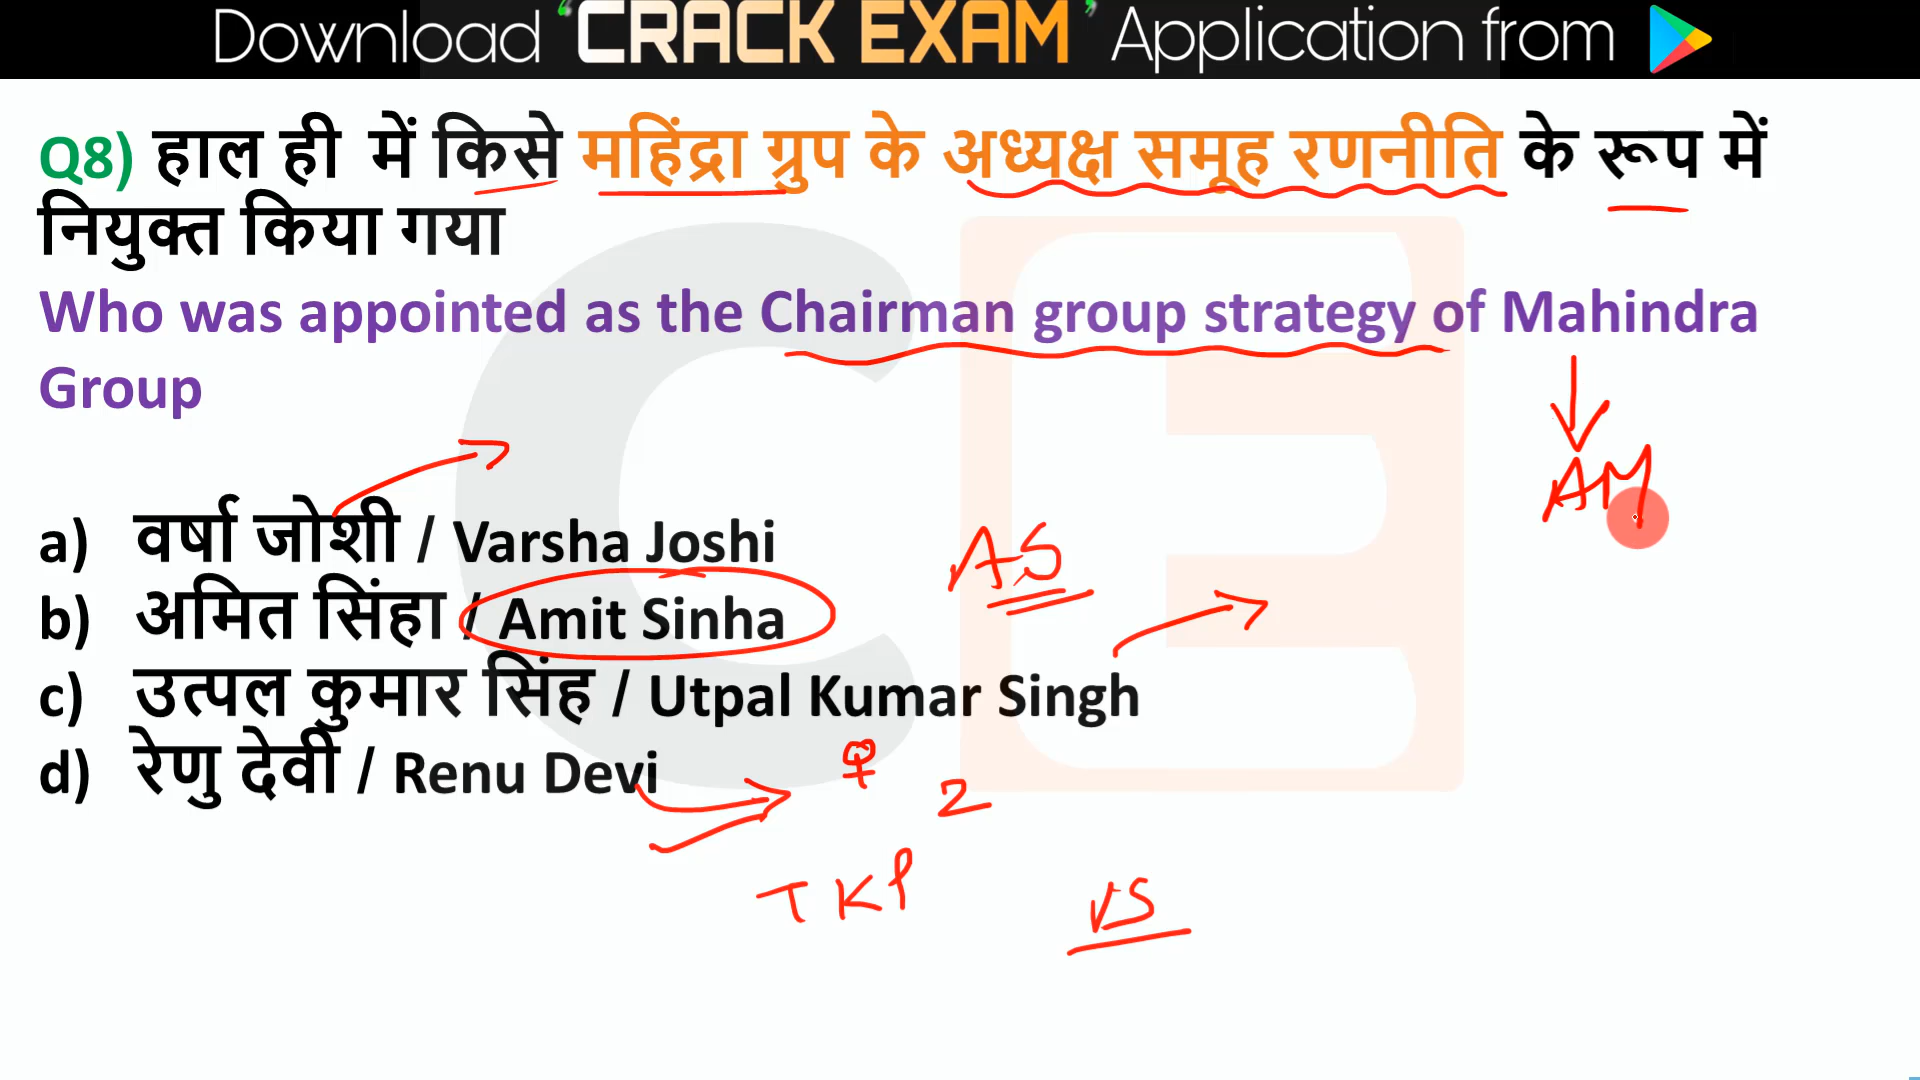 Download ‘CRACK EXAM’ Application from
Q8) हाल ही में किसे महिंद्रा ग्रुप के अध्यक्ष समूह रणनीति के रूप में
नियुक्त किया गया
Who was appointed as the Chairman group strategy of Mahindra
Group
AM
a) वर्षा जोशी / Varsha Joshi
AS
b) अमित सिंहा / Amit Sinha
c) उत्पल कुमार सिंह / Utpal Kumar Singh
d) रेणु देवी / Renu Devi
2
TKP
VS
CE